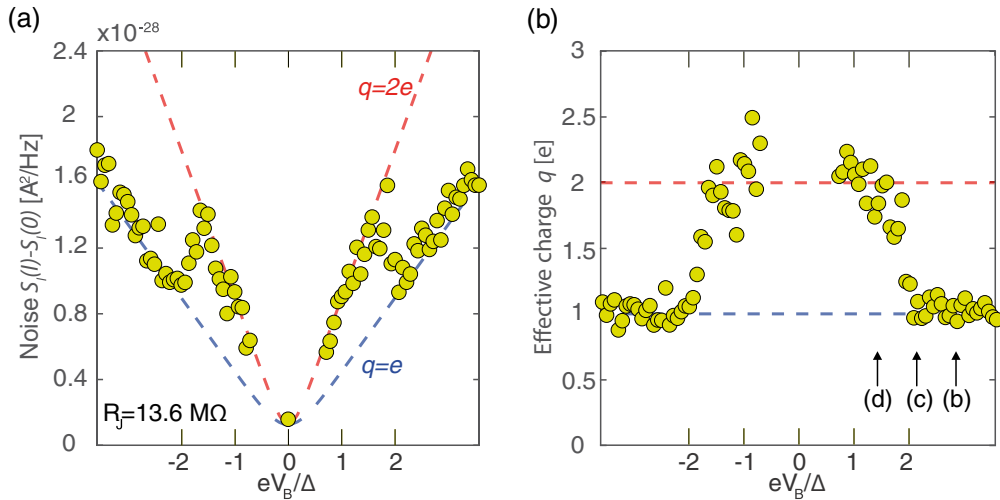 (a)
x10⁻²⁸
2.4
2.0
1.6
1.2
0.8
0.4
0
Noise S_I(I)-S_I(0) [A²/Hz]
q=2e
q=e
R_J=13.6 MΩ
-2 -1 0 1 2
eV_B/Δ
(b)
3
2.5
2
1.5
1
0.5
0
Effective charge q [e]
(d) (c) (b)
-2 -1 0 1 2
eV_B/Δ